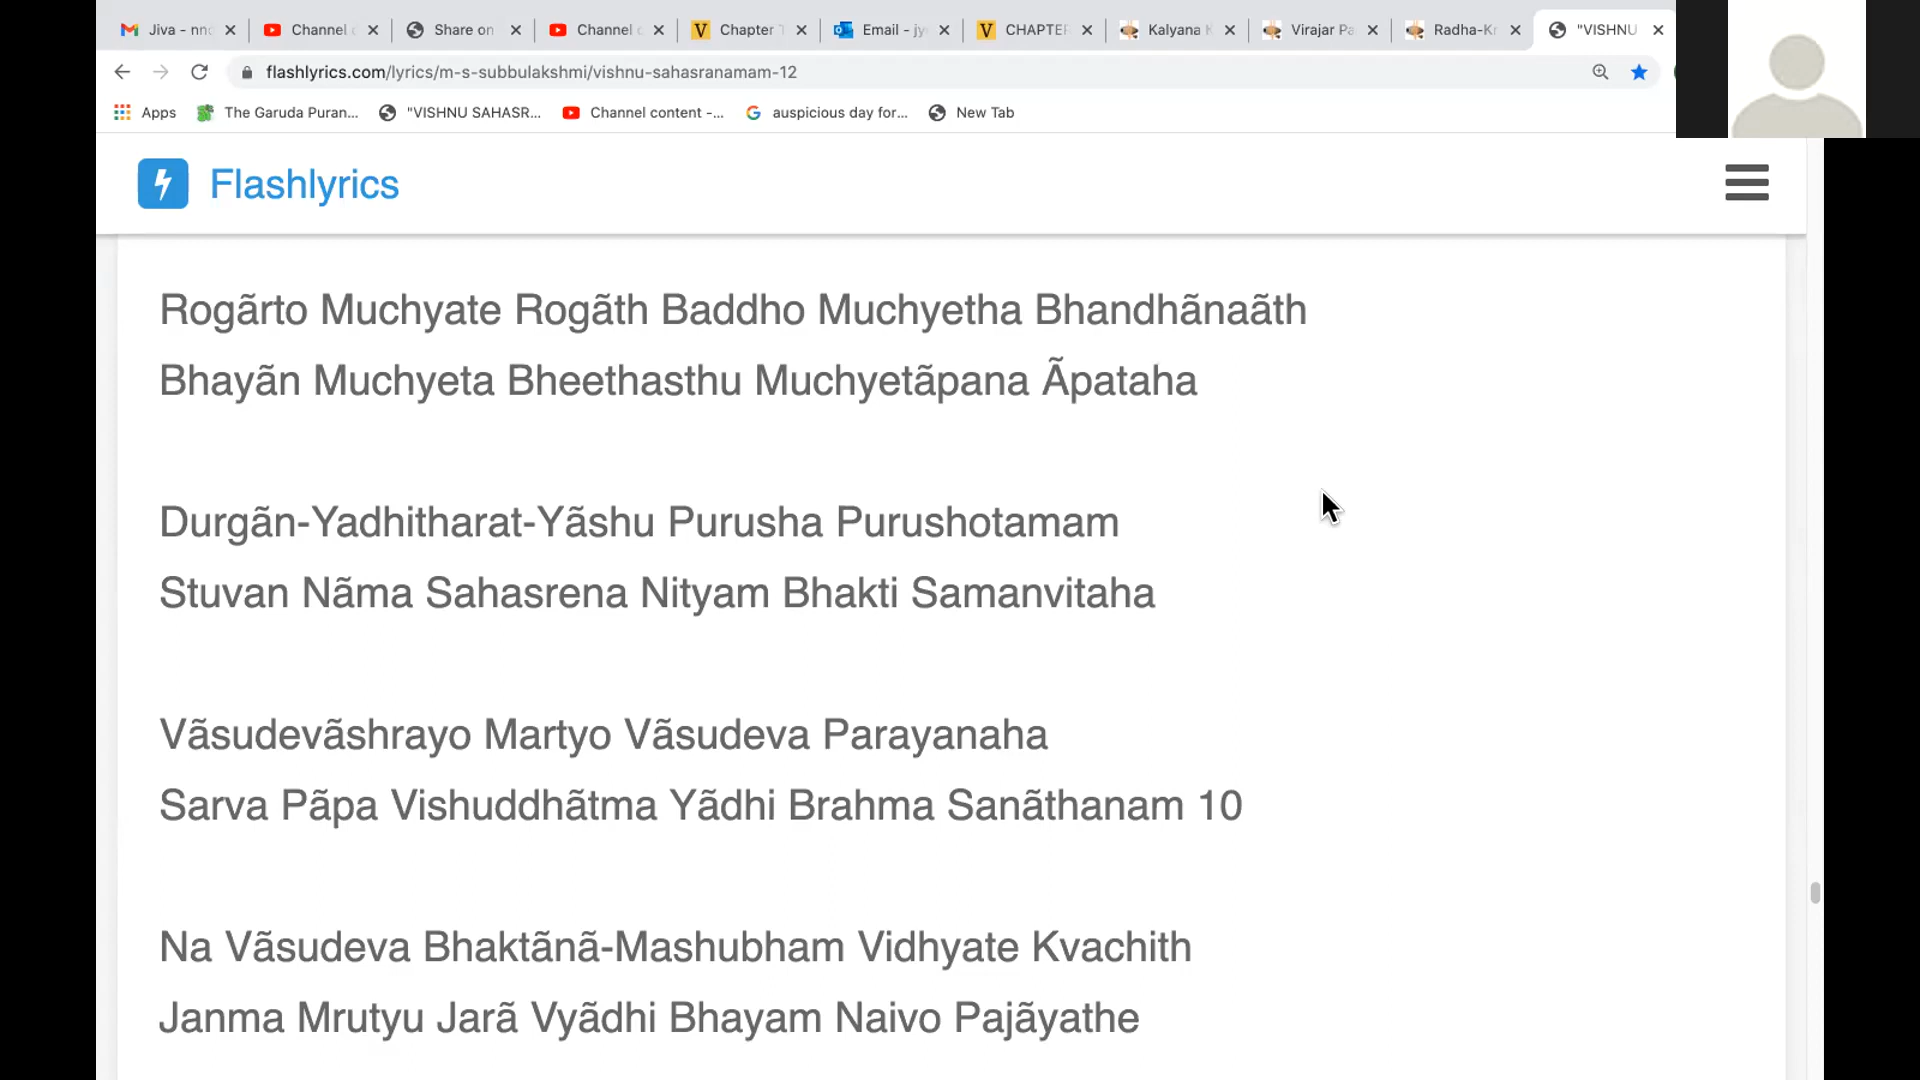 Jiva - nn
Channel
Share on
Channel
Chapter
Email - jy
CHAPTER
Kalyana
Virajar Pa
Radha-Kr
"VISHNU
flashlyrics.com/lyrics/m-s-subbulakshmi/vishnu-sahasranamam-12
Apps
The Garuda Puran...
"VISHNU SAHASR...
Channel content -...
auspicious day for...
New Tab
Flashlyrics
Rogãrto Muchyate Rogãth Baddho Muchyetha Bhandhãnaãth
Bhayãn Muchyeta Bheethasthu Muchyetãpana Ãpataha
Durgãn-Yadhitharat-Yãshu Purusha Purushotamam
Stuvan Nãma Sahasrena Nityam Bhakti Samanvitaha
Vãsudevãshrayo Martyo Vãsudeva Parayanaha
Sarva Pãpa Vishuddhãtma Yãdhi Brahma Sanãthanam 10
Na Vãsudeva Bhaktãnã-Mashubham Vidhyate Kvachith
Janma Mrutyu Jarã Vyãdhi Bhayam Naivo Pajãyathe